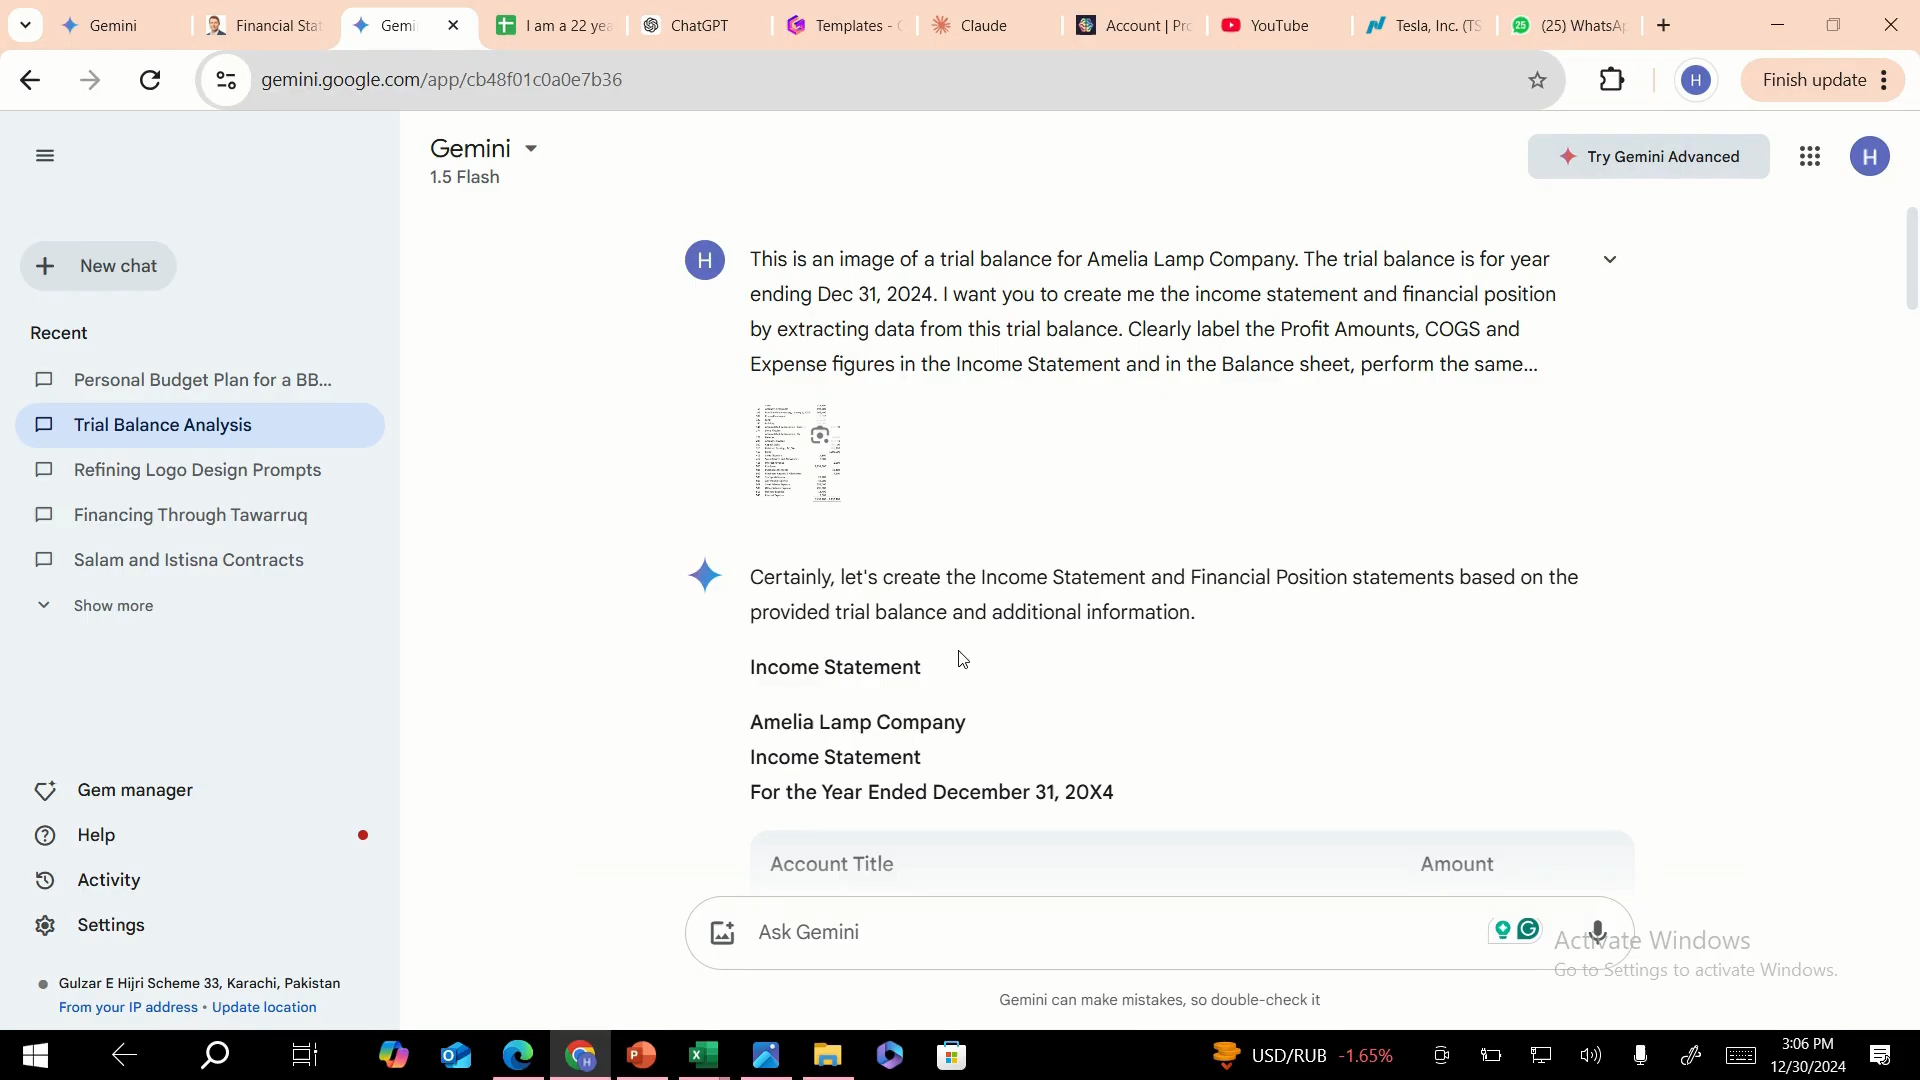 Gemini
Financial Stat
Gemi
I am a 22 yea
ChatGPT
Templates - C
Claude
Account | Pro
YouTube
Tesla, Inc. (TS
(25) WhatsAp
gemini.google.com/app/cb48f01c0a0e7b36
H
Finish update
Gemini
1.5 Flash
Try Gemini Advanced
H
New chat
Recent
Personal Budget Plan for a BB...
Trial Balance Analysis
Refining Logo Design Prompts
Financing Through Tawarruq
Salam and Istisna Contracts
Show more
Gem manager
Help
Activity
Settings
Gulzar E Hijri Scheme 33, Karachi, Pakistan
From your IP address • Update location
H
This is an image of a trial balance for Amelia Lamp Company. The trial balance is for year
ending Dec 31, 2024. I want you to create me the income statement and financial position
by extracting data from this trial balance. Clearly label the Profit Amounts, COGS and
Expense figures in the Income Statement and in the Balance sheet, perform the same...
Certainly, let's create the Income Statement and Financial Position statements based on the
provided trial balance and additional information.
Income Statement
Amelia Lamp Company
Income Statement
For the Year Ended December 31, 20X4
Account Title Amount
Ask Gemini
Activate Windows
Go to Settings to activate Windows.
Gemini can make mistakes, so double-check it
USD/RUB -1.65%
3:06 PM
12/30/2024